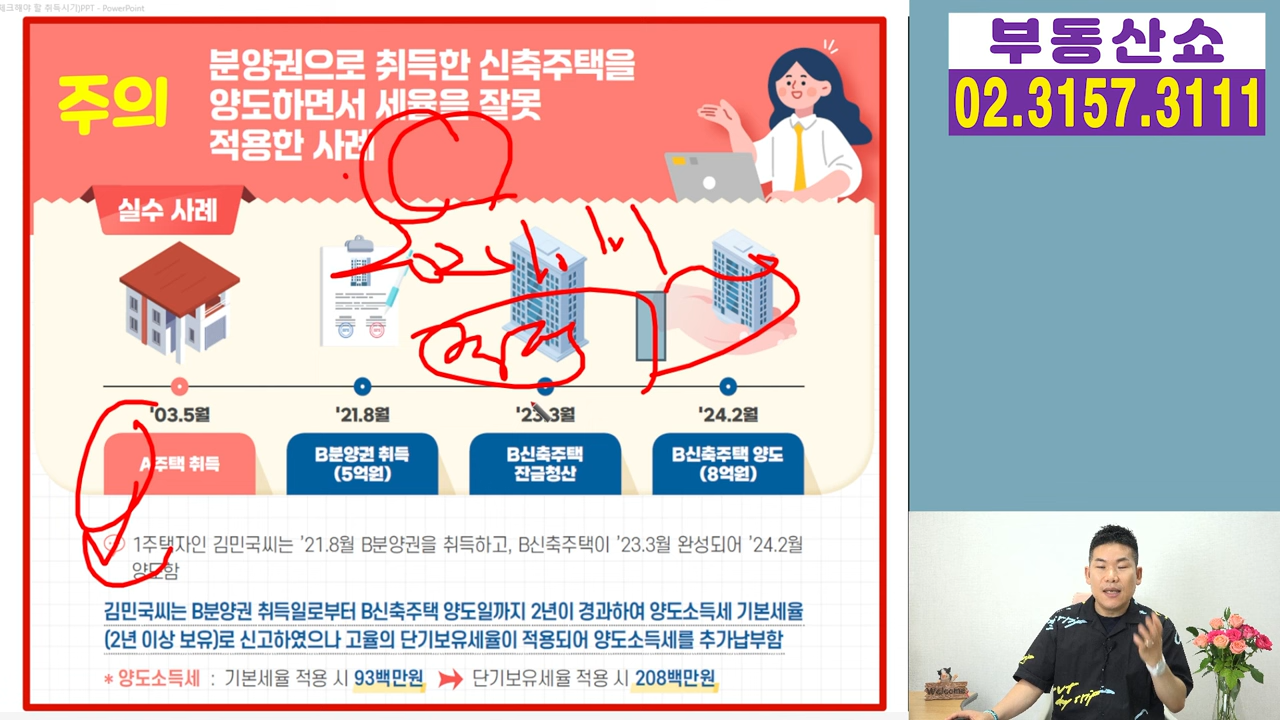 체크해야 할 취득시기)PPT - PowerPoint
부동산쇼
02.3157.3111
주의
분양권으로 취득한 신축주택을
양도하면서 세율을 잘못
적용한 사례
실수 사례
'03.5월
'21.8월
'23.3월
'24.2월
A주택 취득
B분양권 취득
(5억원)
B신축주택
잔금청산
B신축주택 양도
(8억원)
1주택자인 김민국씨는 '21.8월 B분양권을 취득하고, B신축주택이 '23.3월 완성되어 '24.2월
양도함
김민국씨는 B분양권 취득일로부터 B신축주택 양도일까지 2년이 경과하여 양도소득세 기본세율
(2년 이상 보유)로 신고하였으나 고율의 단기보유세율이 적용되어 양도소득세를 추가납부함
* 양도소득세 : 기본세율 적용 시 93백만원 단기보유세율 적용 시 208백만원
Welcome